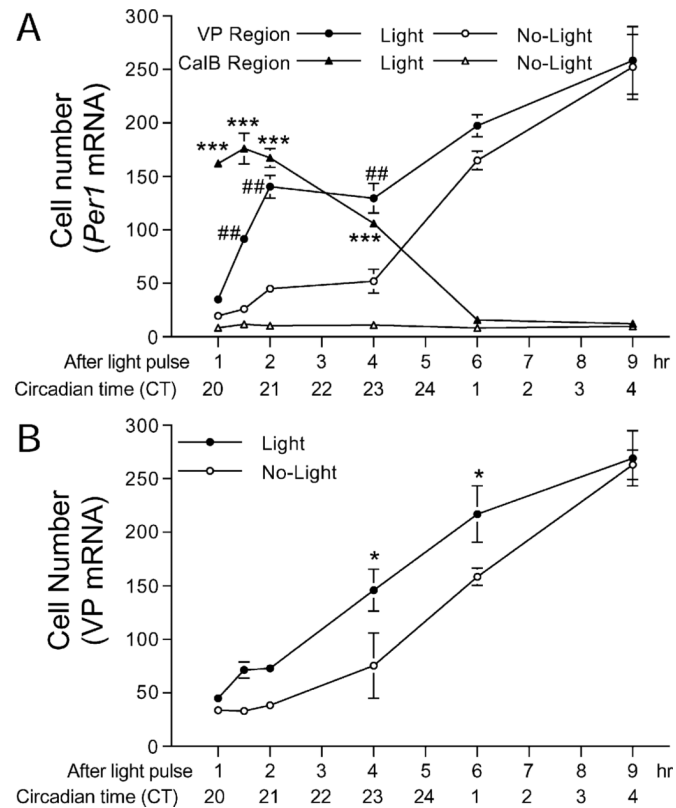 A
VP Region Light No-Light
CalB Region Light No-Light
300
250
200
150
100
50
0
Cell number
(Per1 mRNA)
***
***
***
##
##
##
***
After light pulse 1 2 3 4 5 6 7 8 9 hr
Circadian time (CT) 20 21 22 23 24 1 2 3 4
B
Light
No-Light
300
250
200
150
100
50
0
Cell Number
(VP mRNA)
*
*
After light pulse 1 2 3 4 5 6 7 8 9 hr
Circadian time (CT) 20 21 22 23 24 1 2 3 4